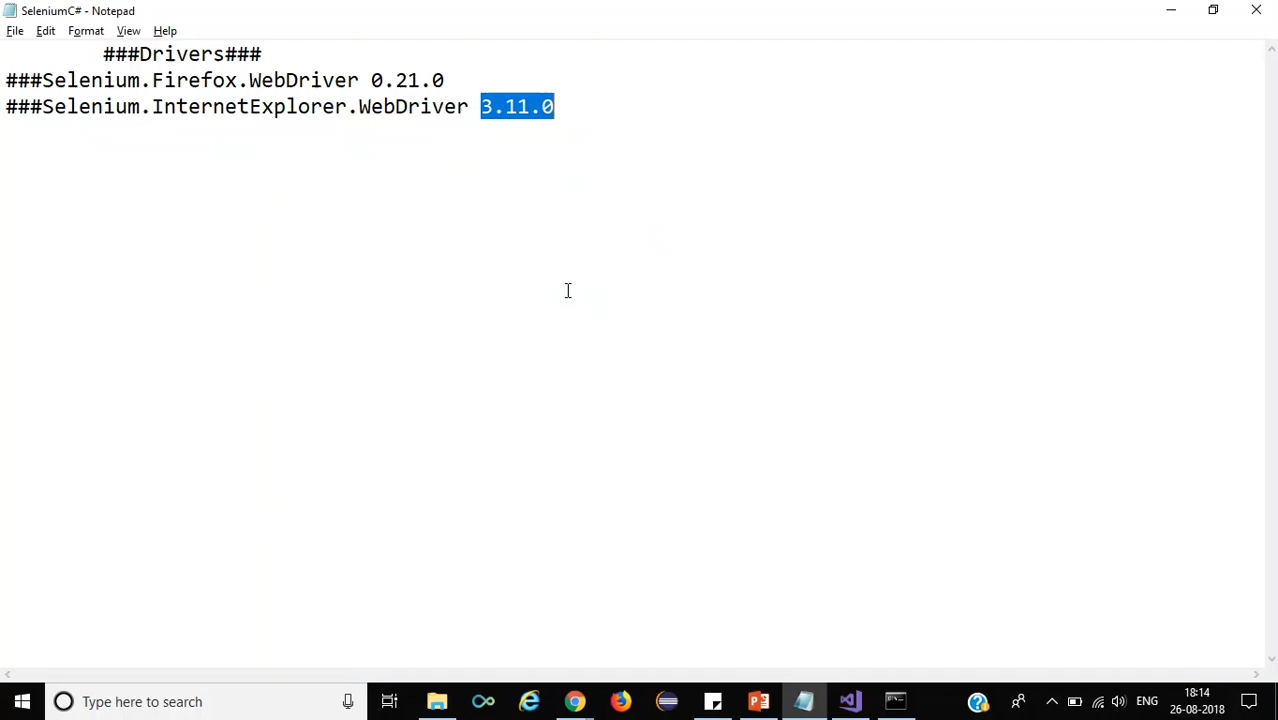 SeleniumC# - Notepad
File Edit Format View Help
###Drivers###
###Selenium.Firefox.WebDriver 0.21.0
###Selenium.InternetExplorer.WebDriver 3.11.0
Type here to search
ENG
18:14
26-08-2018